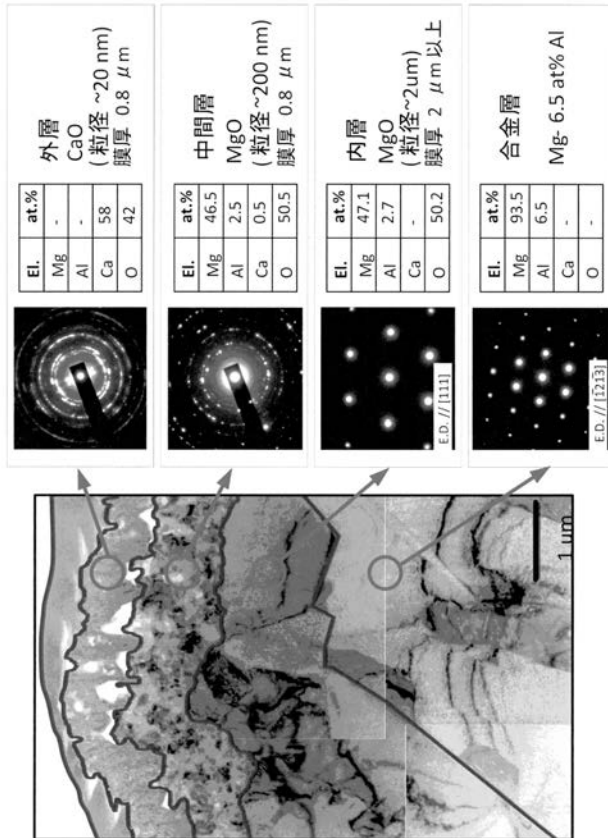 El. at.%
Mg -
Al -
Ca 58
O 42
外層
CaO
(粒径 ~20 nm)
膜厚 0.8 μm
El. at.%
Mg 46.5
Al 2.5
Ca 0.5
O 50.5
中間層
MgO
(粒径 ~200 nm)
膜厚 0.8 μm
E.D. // [111]
El. at.%
Mg 47.1
Al 2.7
Ca -
O 50.2
内層
MgO
(粒径~2um)
膜厚 2 μm 以上
E.D. //
El. at.%
Mg 93.5
Al 6.5
Ca -
O -
合金層
Mg- 6.5 at% Al
1 um